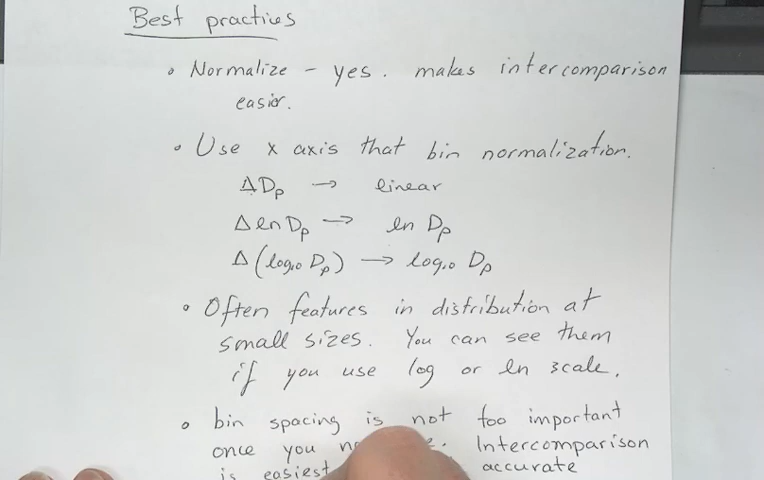 Best practices
• Normalize - yes. makes intercomparison
easier.
• Use x axis that bin normalization.
ΔDp → linear
Δ ln Dp → ln Dp
Δ (log10 Dp) → log10 Dp
• Often features in distribution at
small sizes. You can see them
if you use log or ln scale.
• bin spacing is not too important
once you Intercomparison
is easiest accurate